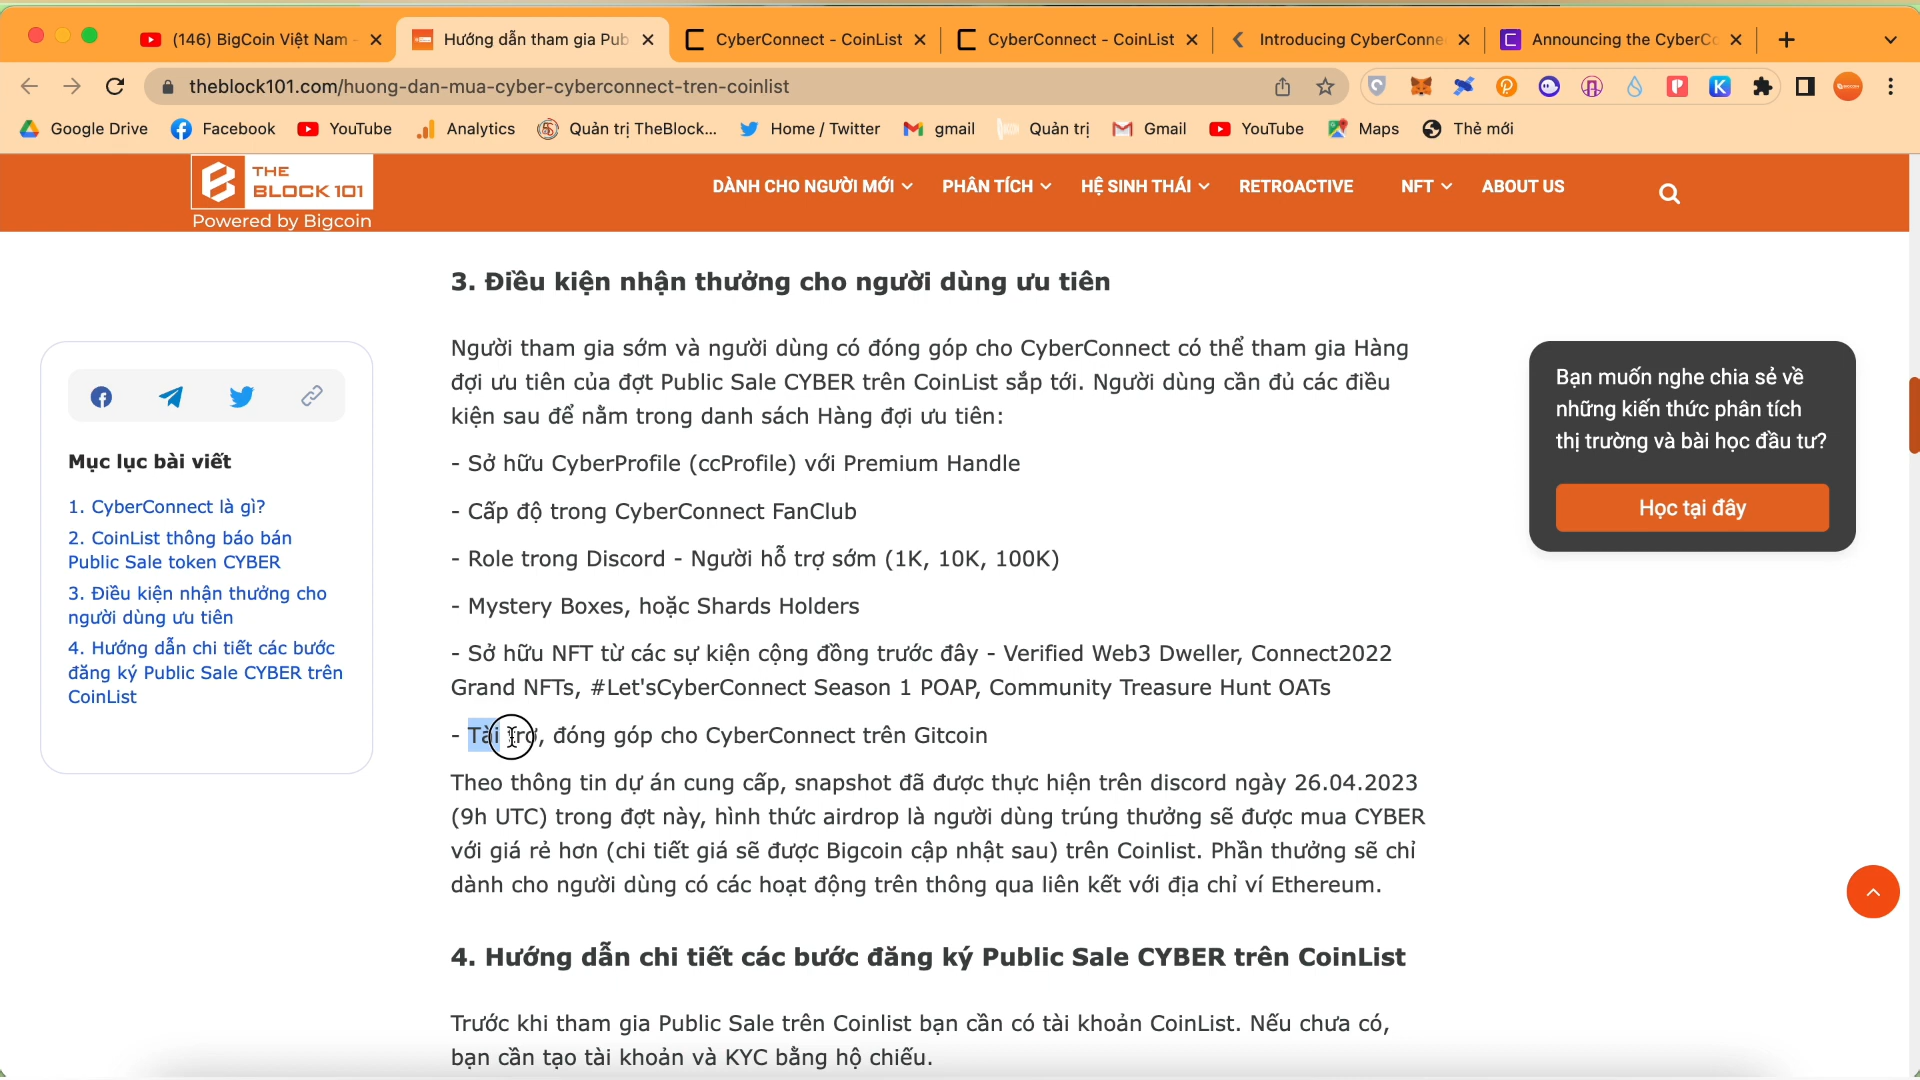 (146) BigCoin Việt Nam -
Hướng dẫn tham gia Pub
CyberConnect - CoinList
CyberConnect - CoinList
Introducing CyberConne
Announcing the CyberCo
theblock101.com/huong-dan-mua-cyber-cyberconnect-tren-coinlist
Google Drive
Facebook
YouTube
Analytics
Quản trị TheBlock...
Home / Twitter
gmail
Quản trị
Gmail
YouTube
Maps
Thẻ mới
THE
BLOCK 101
Powered by Bigcoin
DÀNH CHO NGƯỜI MỚI
PHÂN TÍCH
HỆ SINH THÁI
RETROACTIVE
NFT
ABOUT US
3. Điều kiện nhận thưởng cho người dùng ưu tiên
Người tham gia sớm và người dùng có đóng góp cho CyberConnect có thể tham gia Hàng
đợi ưu tiên của đợt Public Sale CYBER trên CoinList sắp tới. Người dùng cần đủ các điều
kiện sau để nằm trong danh sách Hàng đợi ưu tiên:
- Sở hữu CyberProfile (ccProfile) với Premium Handle
- Cấp độ trong CyberConnect FanClub
- Role trong Discord - Người hỗ trợ sớm (1K, 10K, 100K)
- Mystery Boxes, hoặc Shards Holders
- Sở hữu NFT từ các sự kiện cộng đồng trước đây - Verified Web3 Dweller, Connect2022
Grand NFTs, #Let'sCyberConnect Season 1 POAP, Community Treasure Hunt OATs
- Tài trợ, đóng góp cho CyberConnect trên Gitcoin
Theo thông tin dự án cung cấp, snapshot đã được thực hiện trên discord ngày 26.04.2023
(9h UTC) trong đợt này, hình thức airdrop là người dùng trúng thưởng sẽ được mua CYBER
với giá rẻ hơn (chi tiết giá sẽ được Bigcoin cập nhật sau) trên Coinlist. Phần thưởng sẽ chỉ
dành cho người dùng có các hoạt động trên thông qua liên kết với địa chỉ ví Ethereum.
4. Hướng dẫn chi tiết các bước đăng ký Public Sale CYBER trên CoinList
Trước khi tham gia Public Sale trên Coinlist bạn cần có tài khoản CoinList. Nếu chưa có,
bạn cần tạo tài khoản và KYC bằng hộ chiếu.
Mục lục bài viết
1. CyberConnect là gì?
2. CoinList thông báo bán
Public Sale token CYBER
3. Điều kiện nhận thưởng cho
người dùng ưu tiên
4. Hướng dẫn chi tiết các bước
đăng ký Public Sale CYBER trên
CoinList
Bạn muốn nghe chia sẻ về
những kiến thức phân tích
thị trường và bài học đầu tư?
Học tại đây